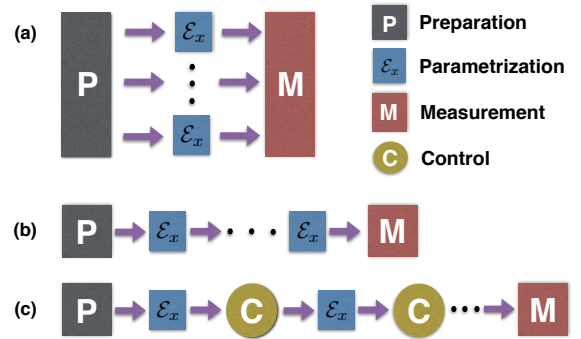 (a)
P
ℰx
ℰx
M
P Preparation
ℰx Parametrization
M Measurement
C Control
(b) P ℰx · · · ℰx M
(c) P ℰx C ℰx C ··· M